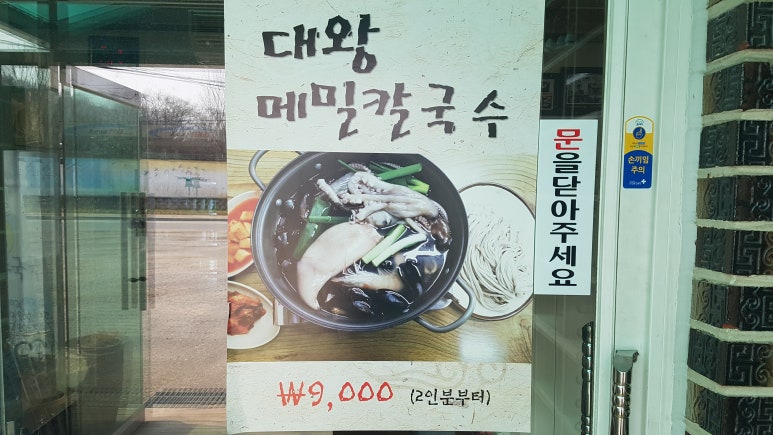 대왕
메밀칼국수
₩9,000 (2인분부터)
문을닫아주세요
손끼임
주의